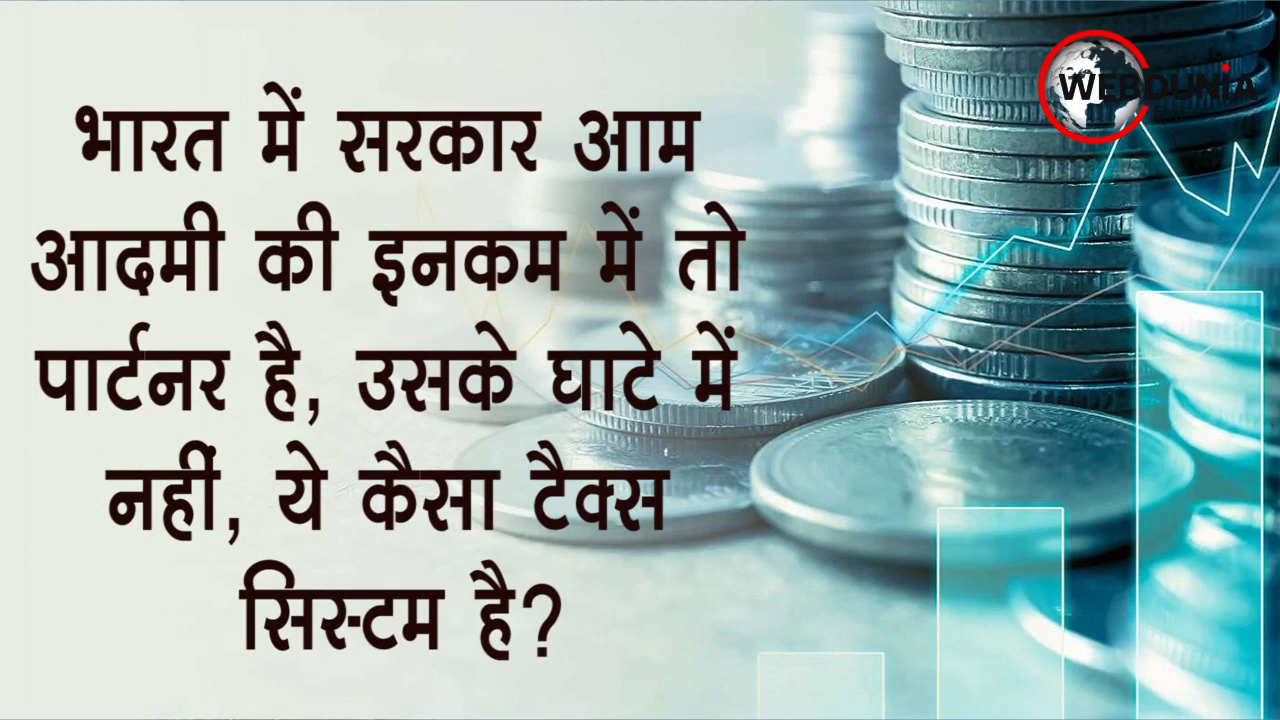 भारत में सरकार आम
आदमी की इनकम में तो
पार्टनर है, उसके घाटे में
नहीं, ये कैसा टैक्स
सिस्टम है?
WEBDUNIA